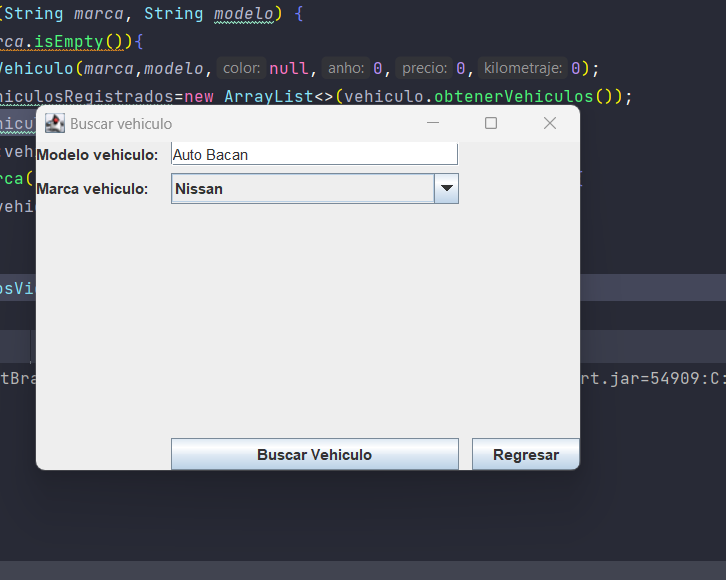 (String marca, String modelo) {
rca.isEmpty()){
Vehiculo(marca,modelo, color: null, anho: 0, precio: 0, kilometraje: 0);
hiculosRegistrados=new ArrayList<>(vehiculo.obtenerVehiculos());
hicu
Buscar vehiculo
:veh
Modelo vehiculo: Auto Bacan
rca(
Marca vehiculo: Nissan
vehi
osVi
tBra rt.jar=54909:C:
Buscar Vehiculo Regresar